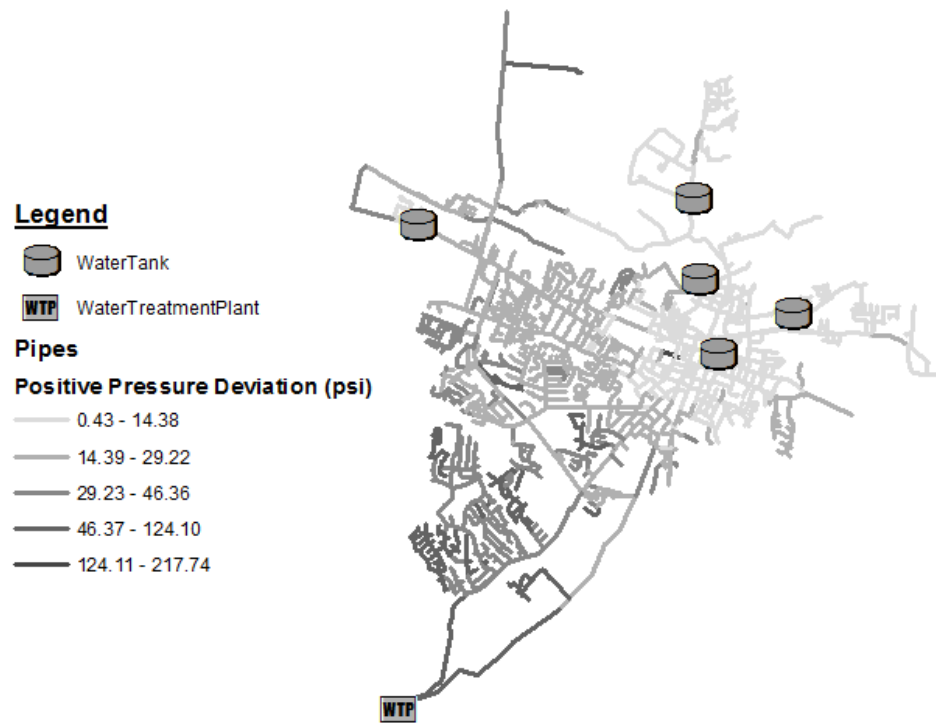 Legend
WaterTank
WTP WaterTreatmentPlant
Pipes
Positive Pressure Deviation (psi)
0.43 - 14.38
14.39 - 29.22
29.23 - 46.36
46.37 - 124.10
124.11 - 217.74
WTP